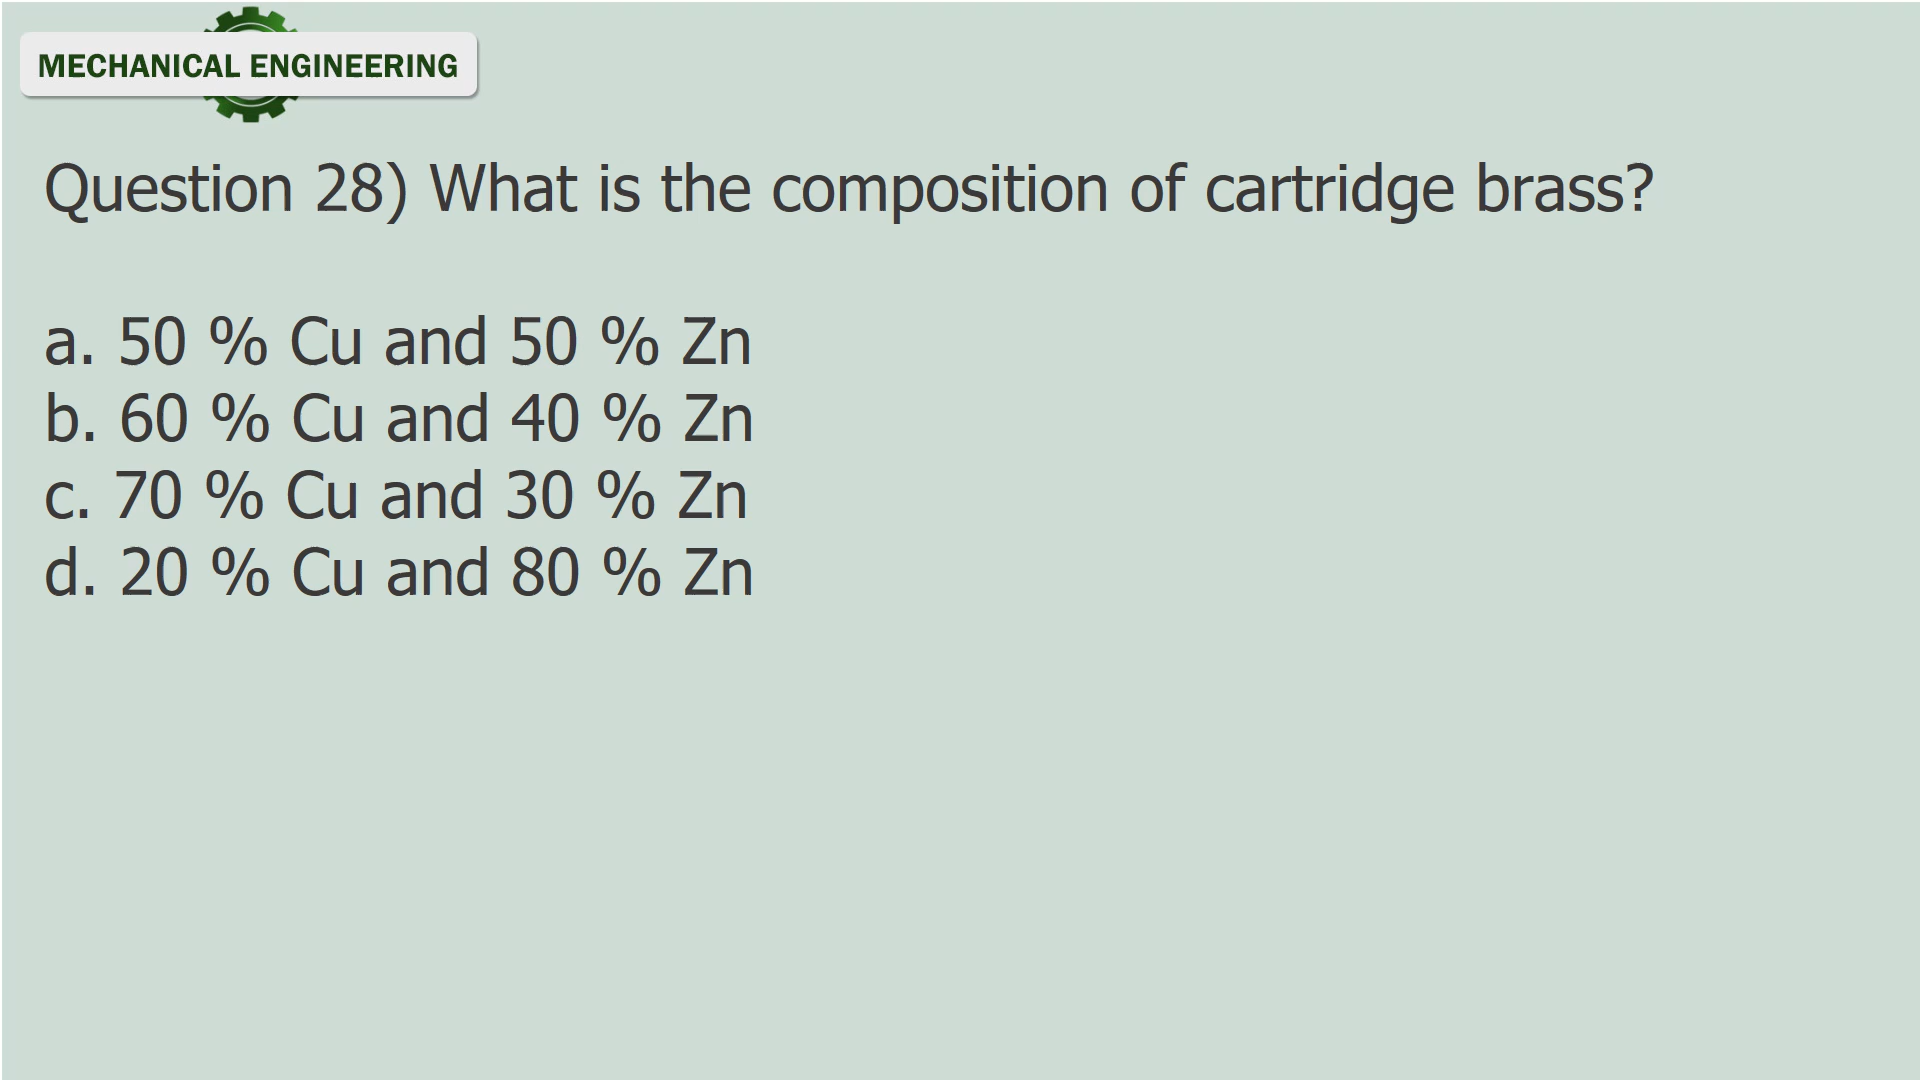 MECHANICAL ENGINEERING
Question 28) What is the composition of cartridge brass?
a. 50 % Cu and 50 % Zn
b. 60 % Cu and 40 % Zn
c. 70 % Cu and 30 % Zn
d. 20 % Cu and 80 % Zn